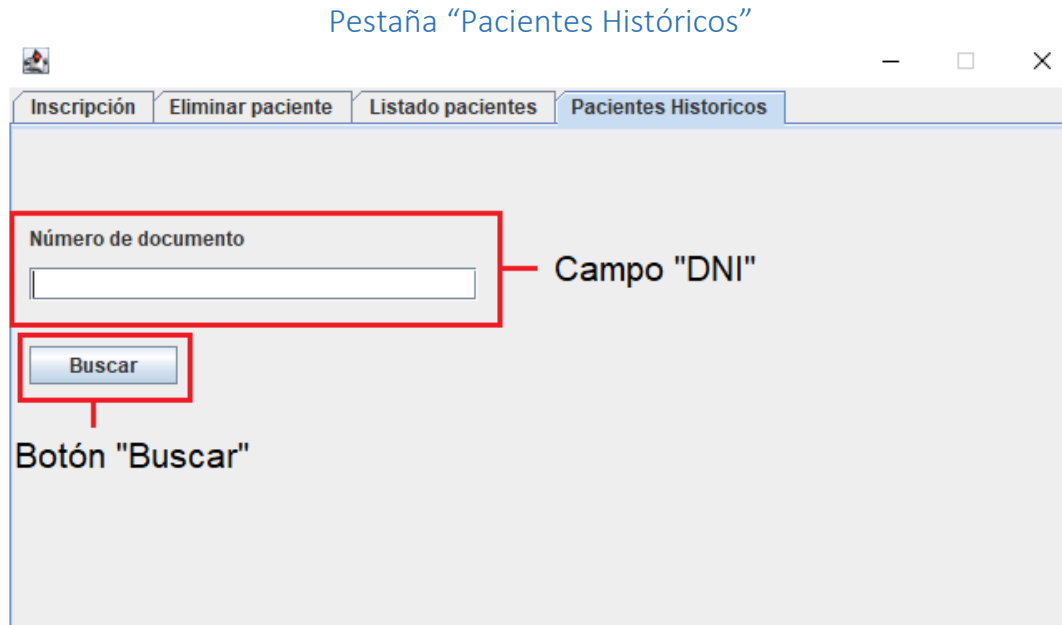 Pestaña “Pacientes Históricos”
Inscripción Eliminar paciente Listado pacientes Pacientes Historicos
Número de documento
Campo "DNI"
Buscar
Botón "Buscar"